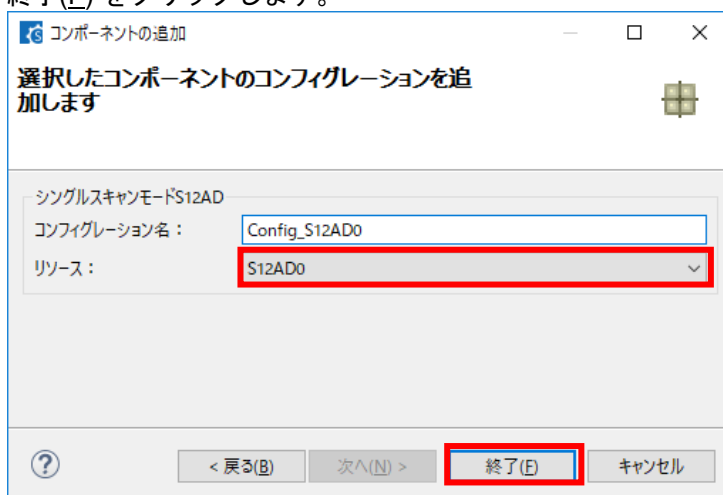 終了(F) をクリックします。
コンポーネントの追加
選択したコンポーネントのコンフィグレーションを追
加します
シングルスキャンモードS12AD
コンフィグレーション名：
Config_S12AD0
リソース：
S12AD0
< 戻る(B)
次へ(N) >
終了(F)
キャンセル